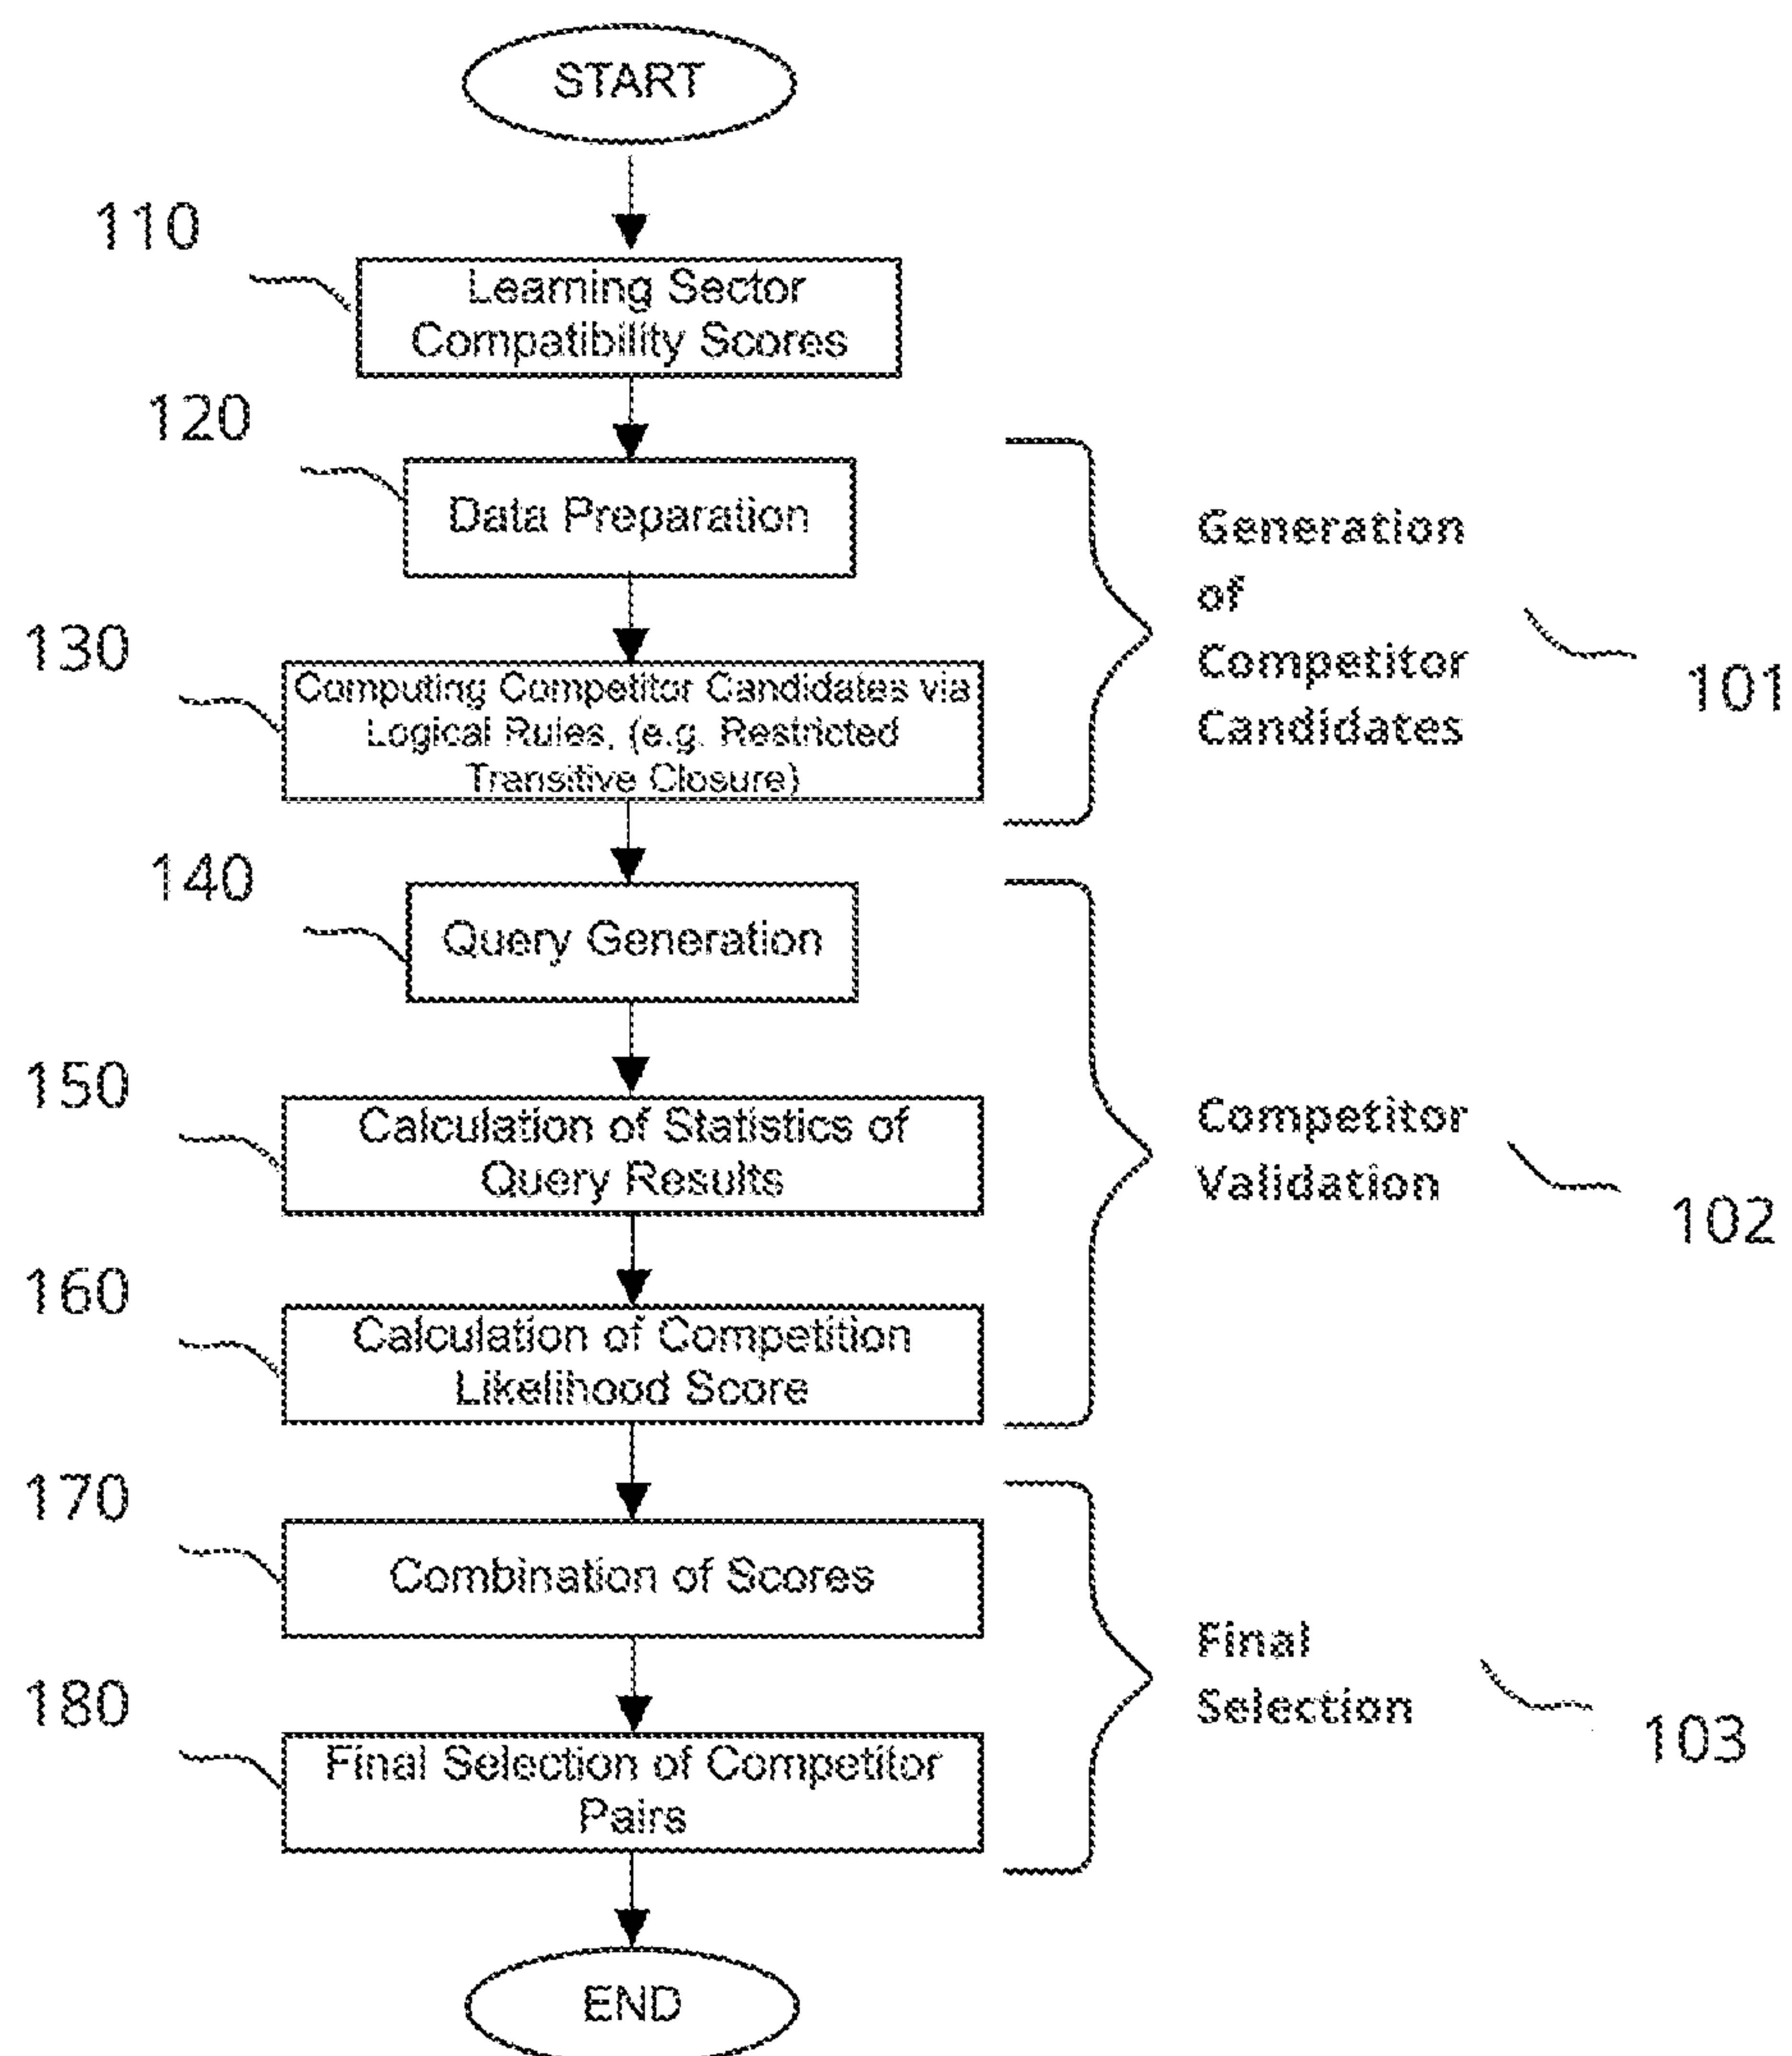 START
110
Learning Sector
Compatibility Scores
120
Data Preparation
130
Computing Competitor Candidates via
Logical Rules, (e.g. Restricted
Transitive Closure)
Generation
of
Competitor
Candidates
101
140
Query Generation
150
Calculation of Statistics of
Query Results
160
Calculation of Competition
Likelihood Score
Competitor
Validation
102
170
Combination of Scores
180
Final Selection of Competitor
Pairs
Final
Selection
103
END